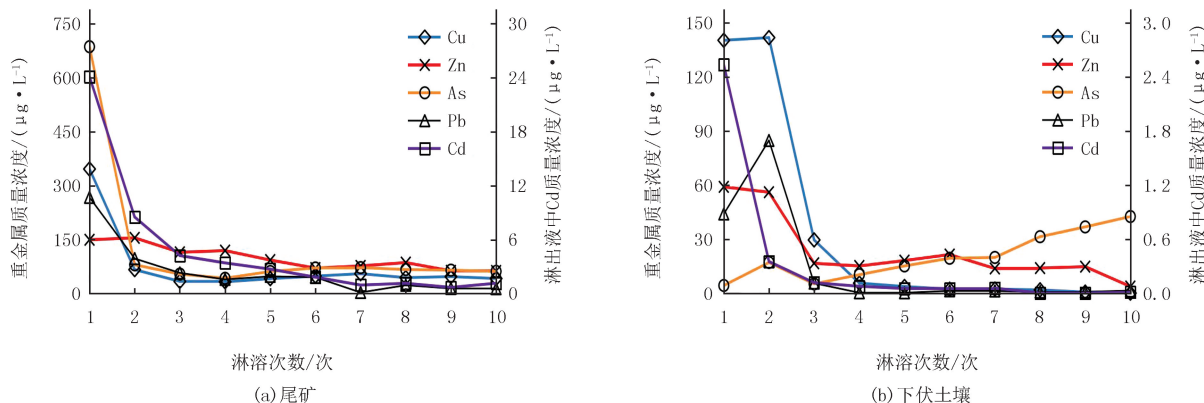 750
600
450
300
150
0
重金属质量浓度/(μg·L⁻¹)
30
24
18
12
6
0
淋出液中Cd质量浓度/(μg·L⁻¹)
Cu
Zn
As
Pb
Cd
1 2 3 4 5 6 7 8 9 10
淋溶次数/次
(a)尾矿
150
120
90
60
30
0
重金属质量浓度/(μg·L⁻¹)
3.0
2.4
1.8
1.2
0.6
0.0
淋出液中Cd质量浓度/(μg·L⁻¹)
Cu
Zn
As
Pb
Cd
1 2 3 4 5 6 7 8 9 10
淋溶次数/次
(b)下伏土壤